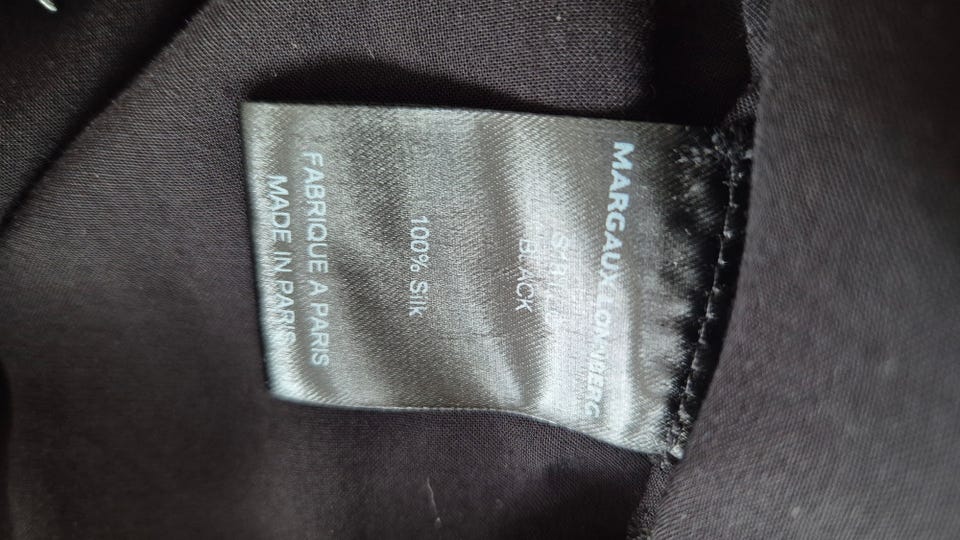 MARGAUX LONNBERG
BLACK
100% Silk
FABRIQUE A PARIS
MADE IN PARIS